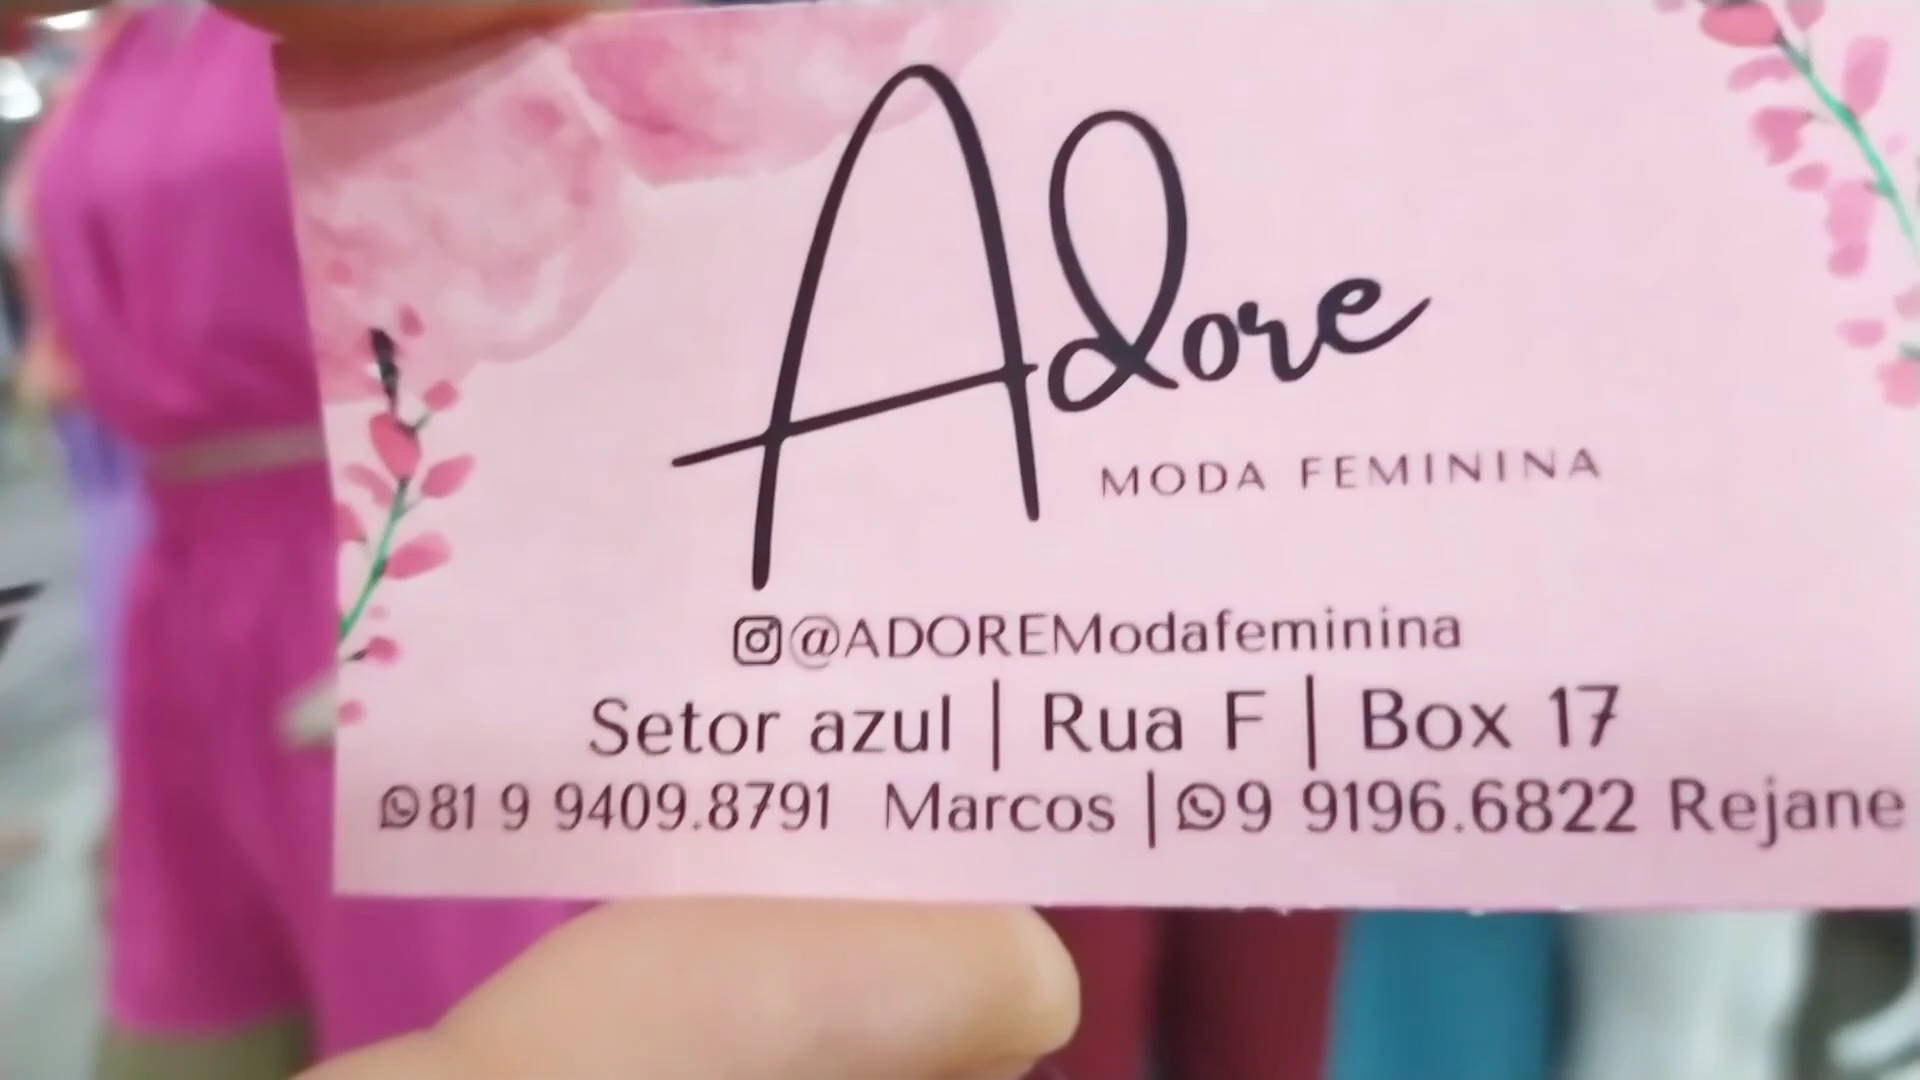 Adore
MODA FEMININA
@ADOREModafeminina
Setor azul | Rua F | Box 17
81 9 9409.8791 Marcos | 9 9196.6822 Rejane